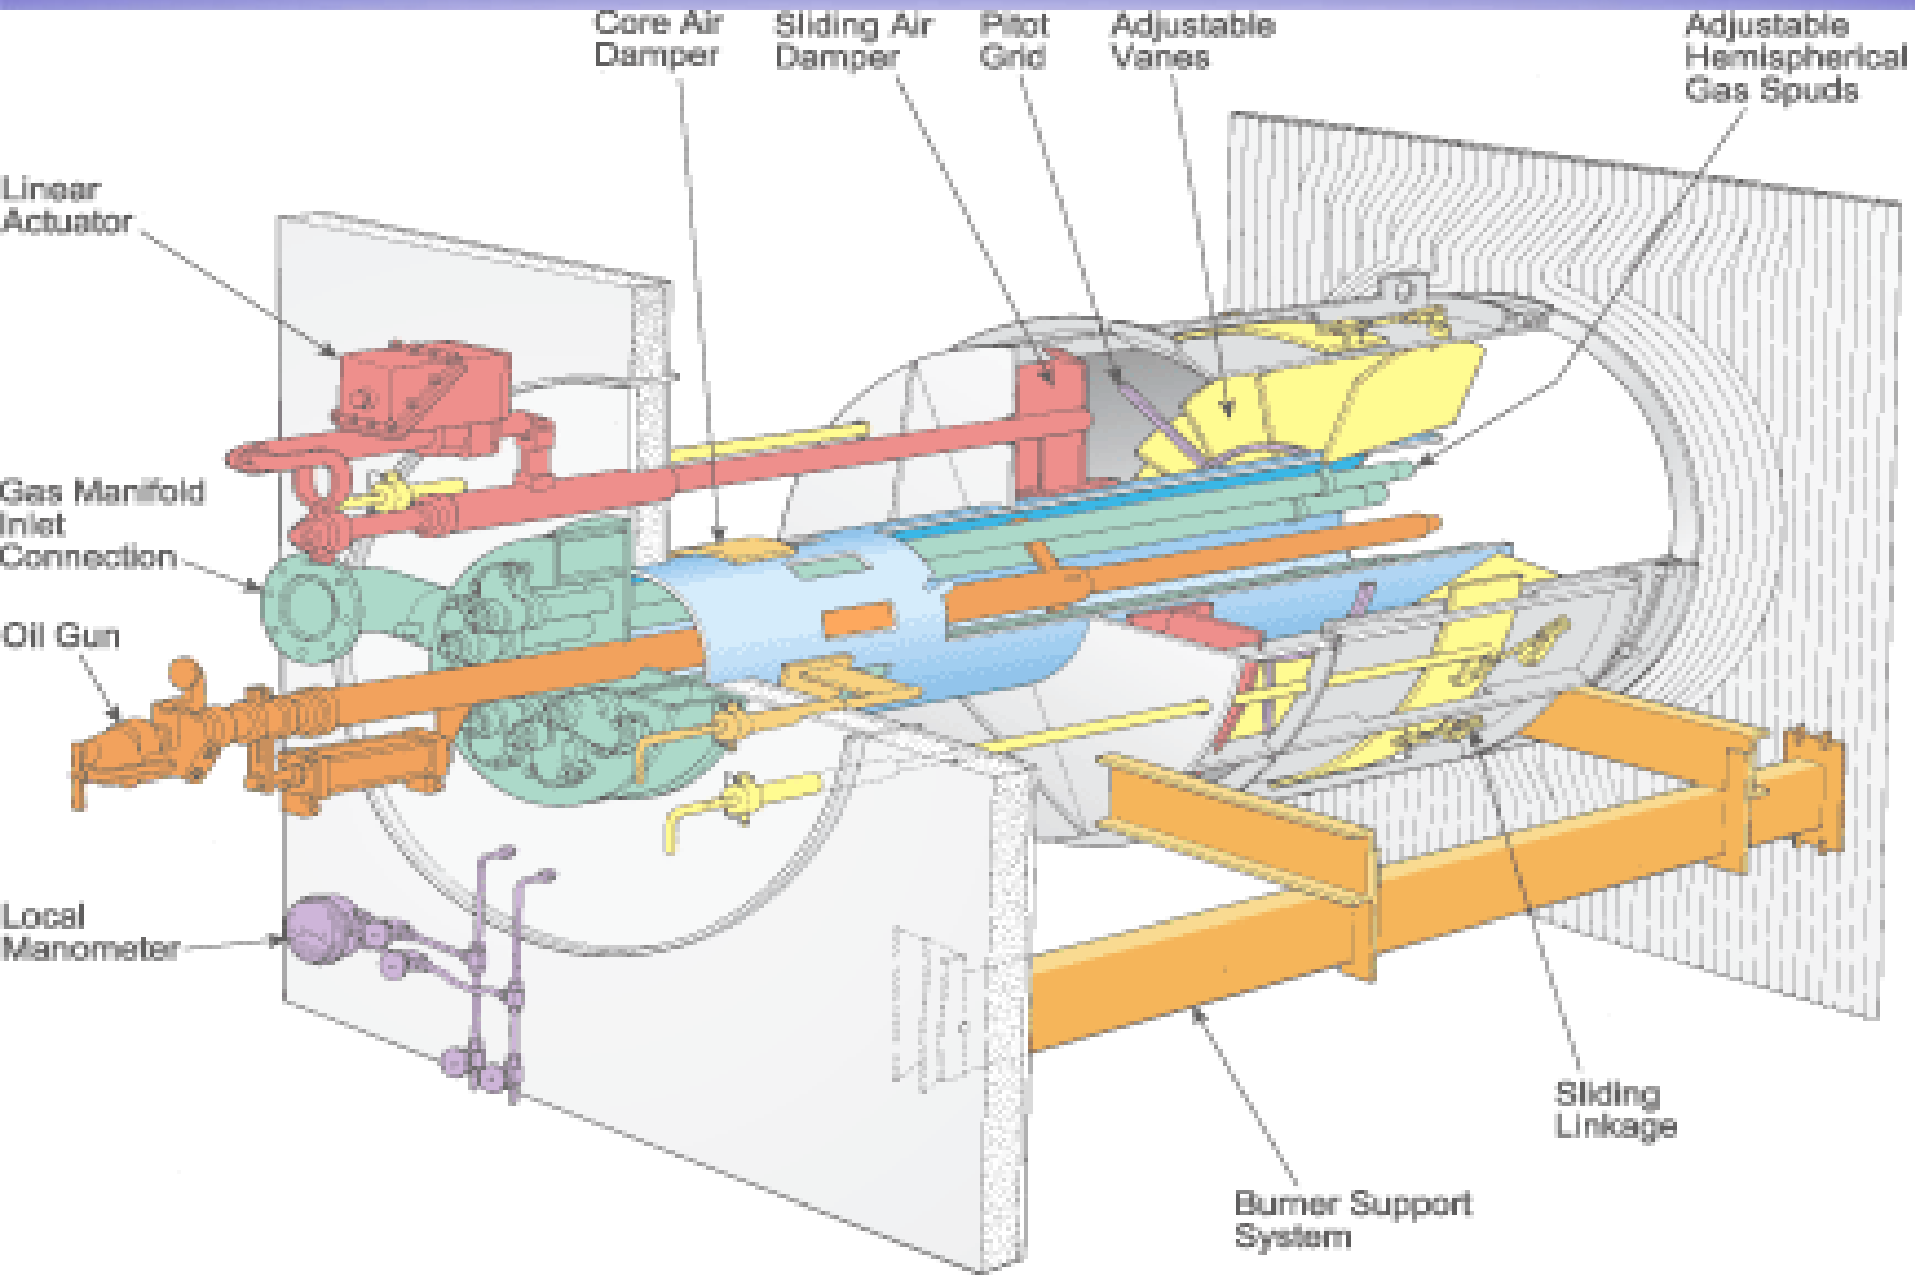 Core Air
Damper
Sliding Air
Damper
Pitot
Grid
Adjustable
Vanes
Adjustable
Hemispherical
Gas Spuds
Linear
Actuator
Gas Manifold
Inlet
Connection
Oil Gun
Local
Manometer
Sliding
Linkage
Burner Support
System